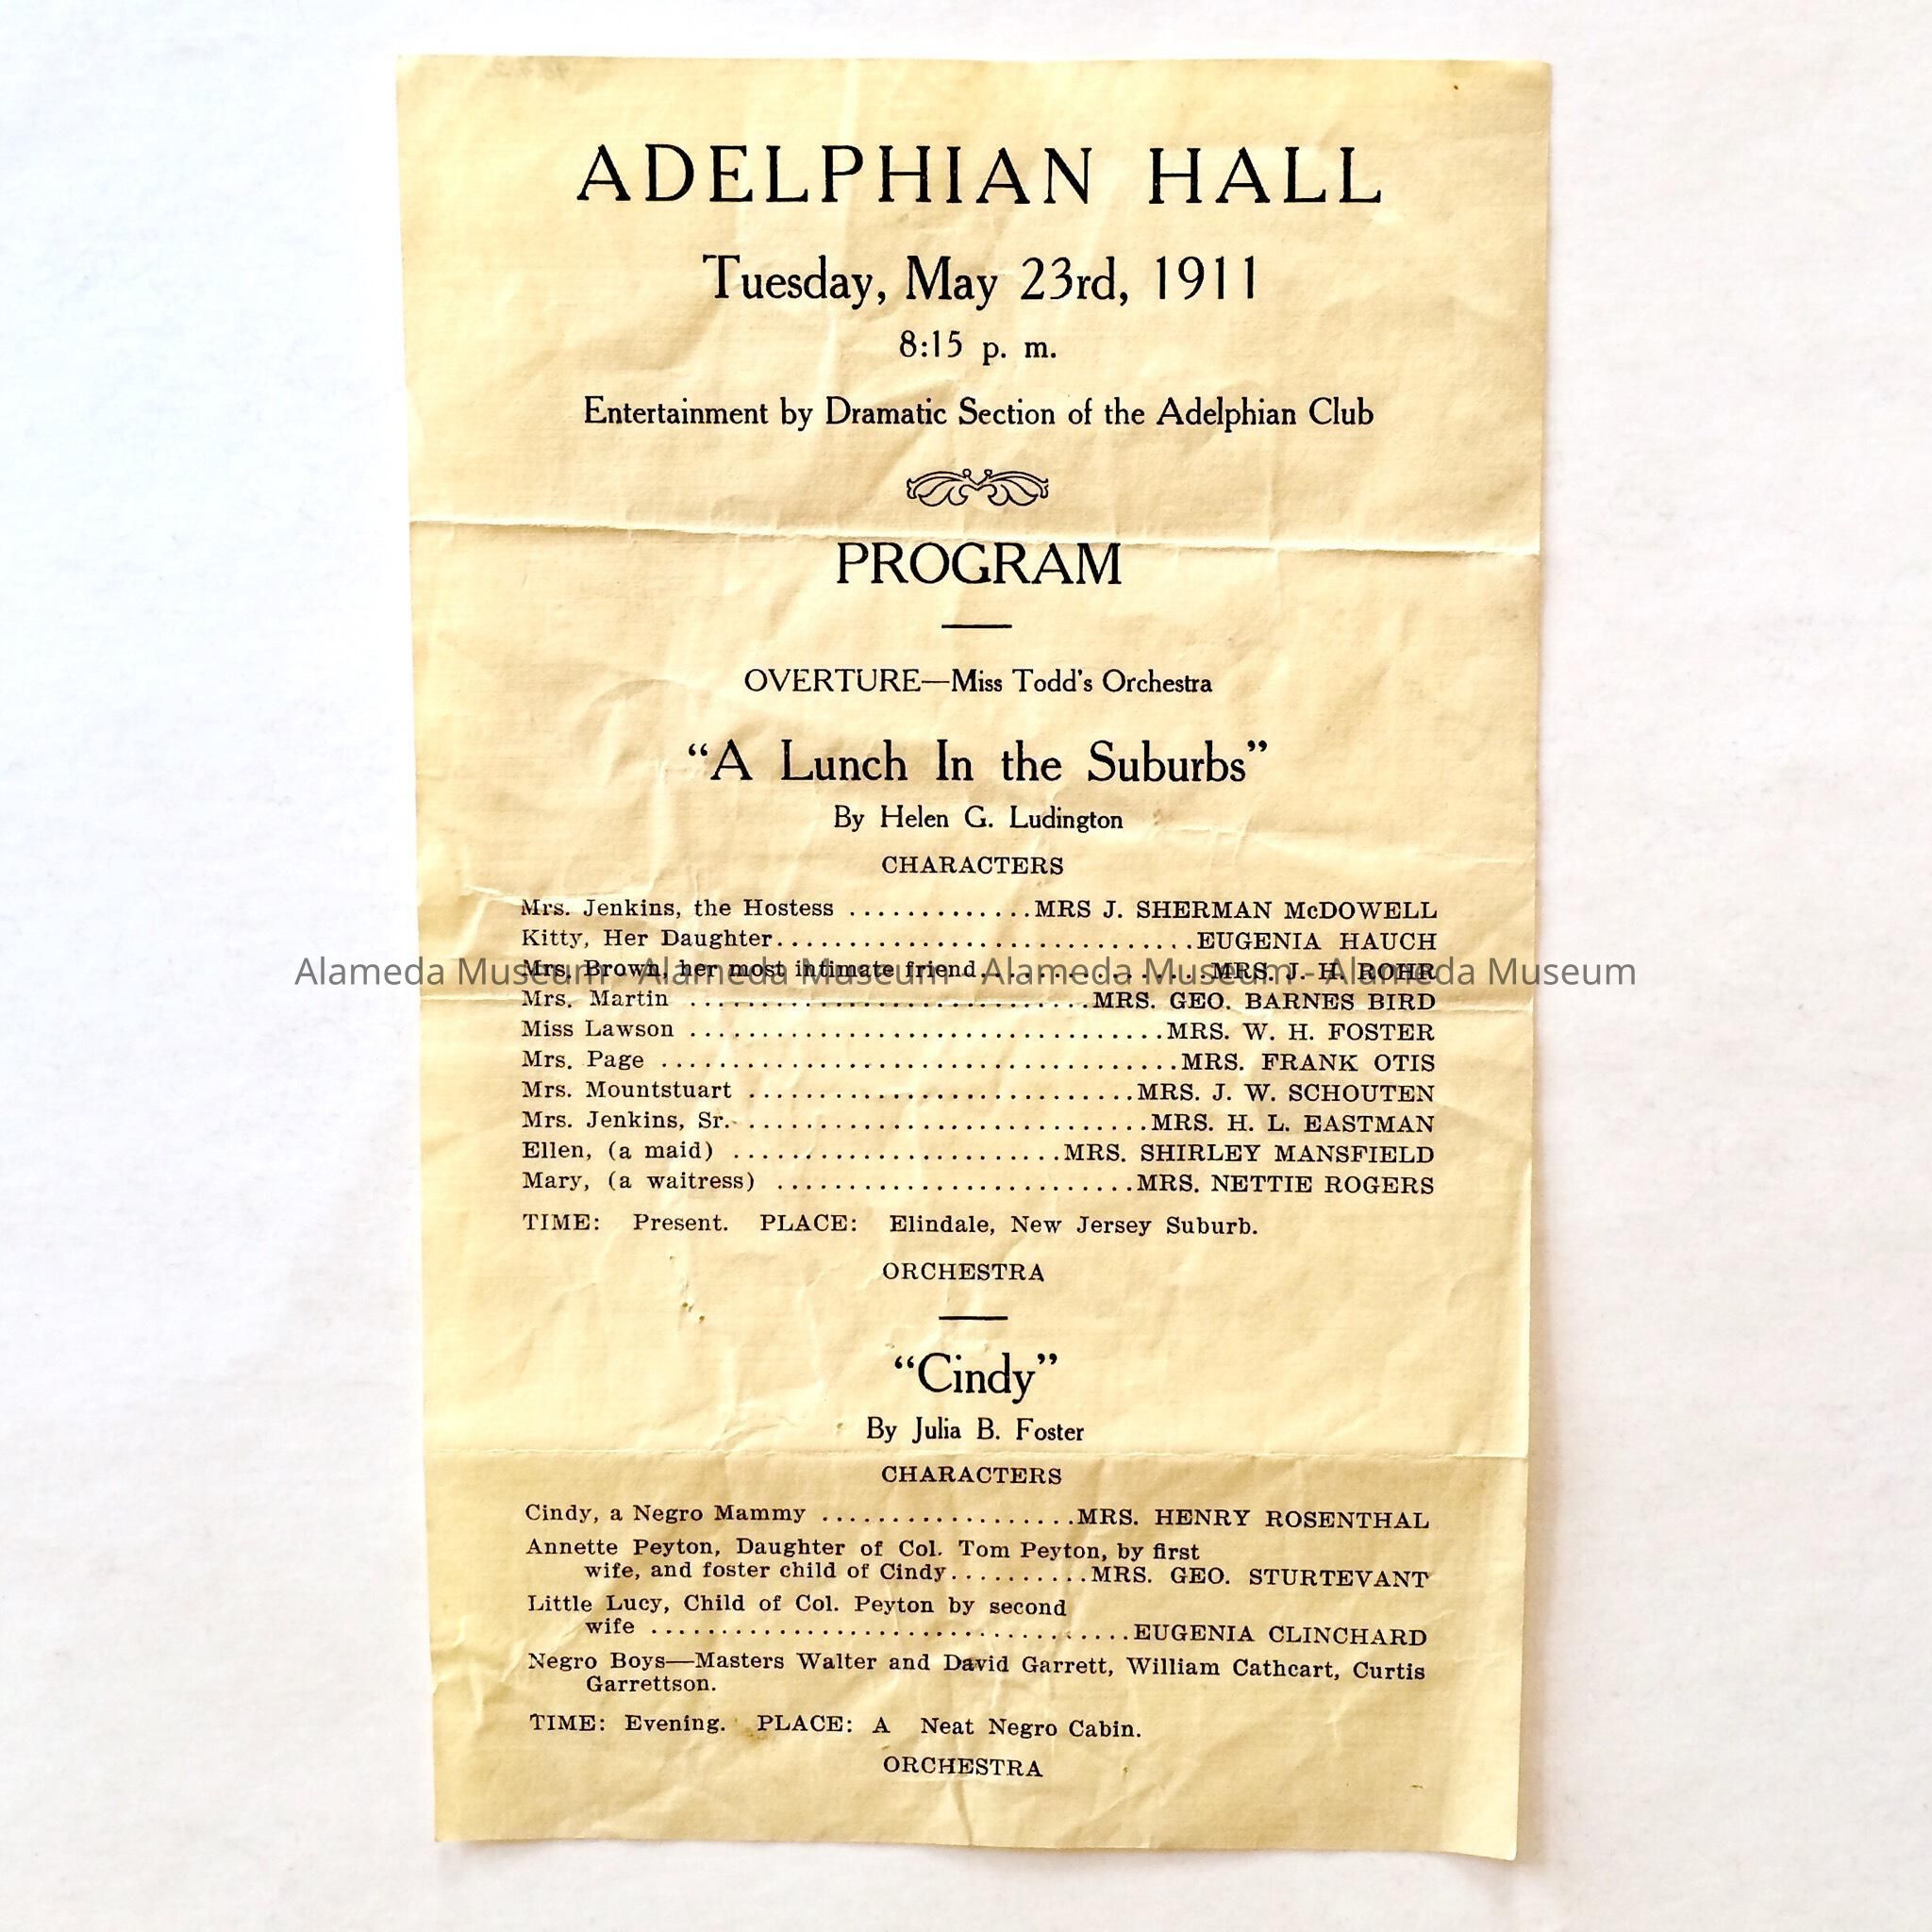 ADELPHIAN HALL
Tuesday, May 23rd, 1911
8:15 p. m.
Entertainment by Dramatic Section of the Adelphian Club
PROGRAM
OVERTURE—Miss Todd's Orchestra
"A Lunch In the Suburbs"
By Helen G. Ludington
CHARACTERS
Mrs. Jenkins, the Hostess .............MRS J. SHERMAN McDOWELL
Kitty, Her Daughter.............................EUGENIA HAUCH
Mrs. Brown, her most intimate friend................MRS. J. H. ROHR
Alameda Museum - Alameda Museum - Alameda Museum - Alameda Museum
Mrs. Martin ............................MRS. GEO. BARNES BIRD
Miss Lawson .................................MRS. W. H. FOSTER
Mrs. Page ....................................MRS. FRANK OTIS
Mrs. Mountstuart ...........................MRS. J. W. SCHOUTEN
Mrs. Jenkins, Sr. ............................MRS. H. L. EASTMAN
Ellen, (a maid) .......................MRS. SHIRLEY MANSFIELD
Mary, (a waitress) .........................MRS. NETTIE ROGERS
TIME: Present. PLACE: Elindale, New Jersey Suburb.
ORCHESTRA
"Cindy"
By Julia B. Foster
CHARACTERS
Cindy, a Negro Mammy ..................MRS. HENRY ROSENTHAL
Annette Peyton, Daughter of Col. Tom Peyton, by first
wife, and foster child of Cindy..........MRS. GEO. STURTEVANT
Little Lucy, Child of Col. Peyton by second
wife ..................................EUGENIA CLINCHARD
Negro Boys—Masters Walter and David Garrett, William Cathcart, Curtis
Garrettson.
TIME: Evening. PLACE: A Neat Negro Cabin.
ORCHESTRA